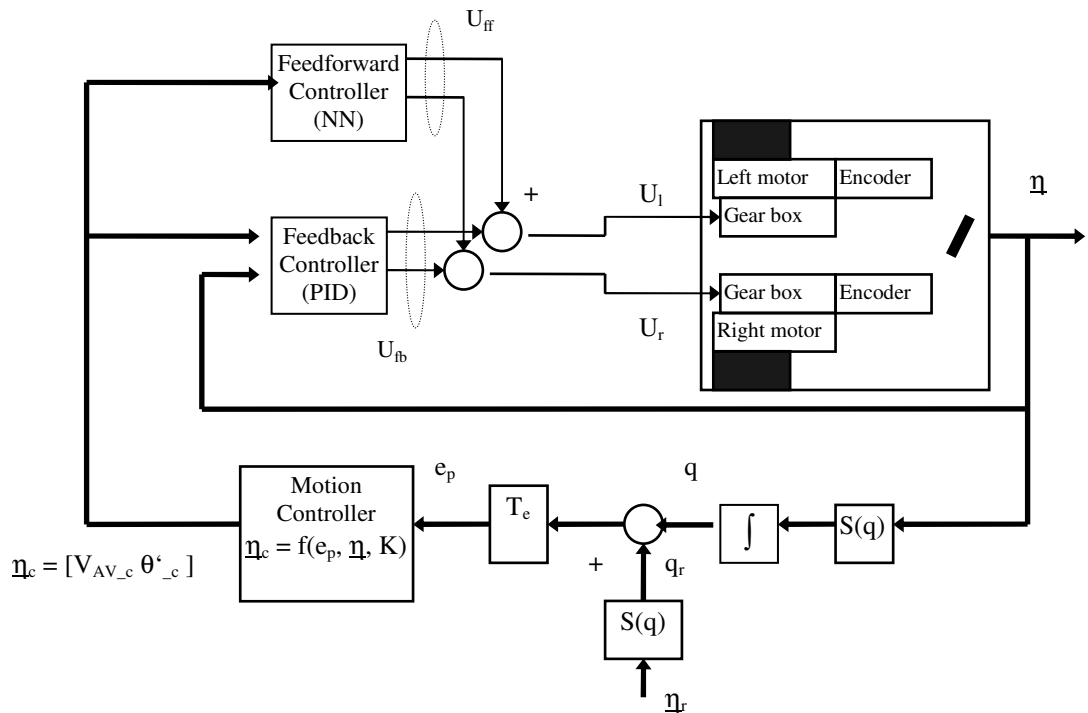 U_ff
Feedforward
Controller
(NN)
+
U_l
Left motor
Encoder
Gear box
η
Feedback
Controller
(PID)
U_fb
U_r
Gear box
Encoder
Right motor
e_p
q
Motion
Controller
η_c = f(e_p, η, K)
T_e
∫
S(q)
+
q_r
η_c = [V_AV_c θ‘_c ]
S(q)
η_r